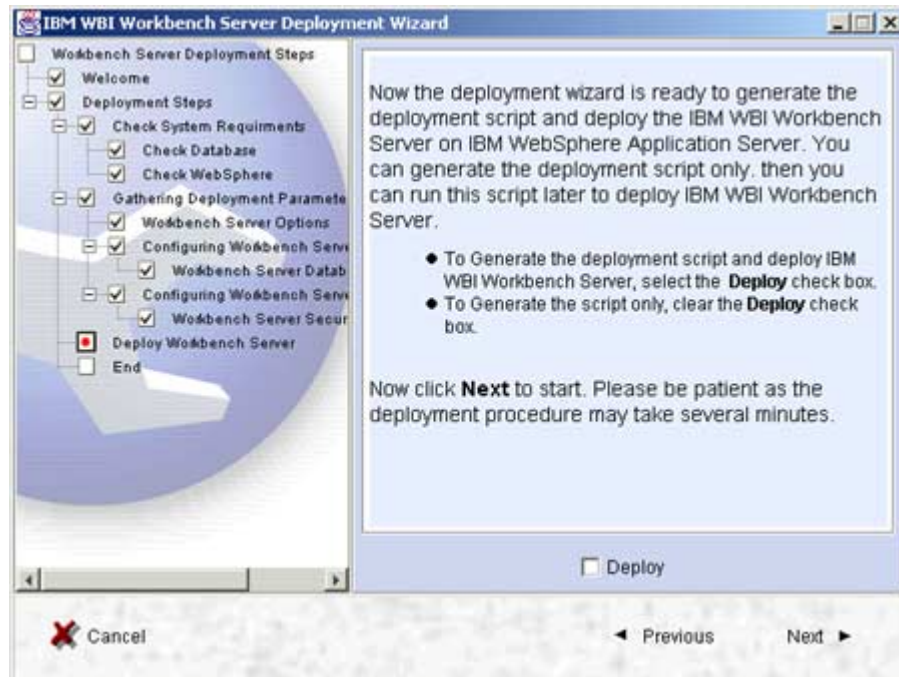 IBM WBI Workbench Server Deployment Wizard
Workbench Server Deployment Steps
Welcome
Deployment Steps
Check System Requirments
Check Database
Check WebSphere
Gathering Deployment Paramete
Workbench Server Options
Configuring Workbench Serve
Workbench Server Datab
Configuring Workbench Serve
Workbench Server Secur
Deploy Workbench Server
End
Now the deployment wizard is ready to generate the
deployment script and deploy the IBM WBI Workbench
Server on IBM WebSphere Application Server. You
can generate the deployment script only. then you
can run this script later to deploy IBM WBI Workbench
Server.
● To Generate the deployment script and deploy IBM
WBI Workbench Server, select the Deploy check box.
● To Generate the script only, clear the Deploy check
box.
Now click Next to start. Please be patient as the
deployment procedure may take several minutes.
Deploy
Cancel
Previous
Next